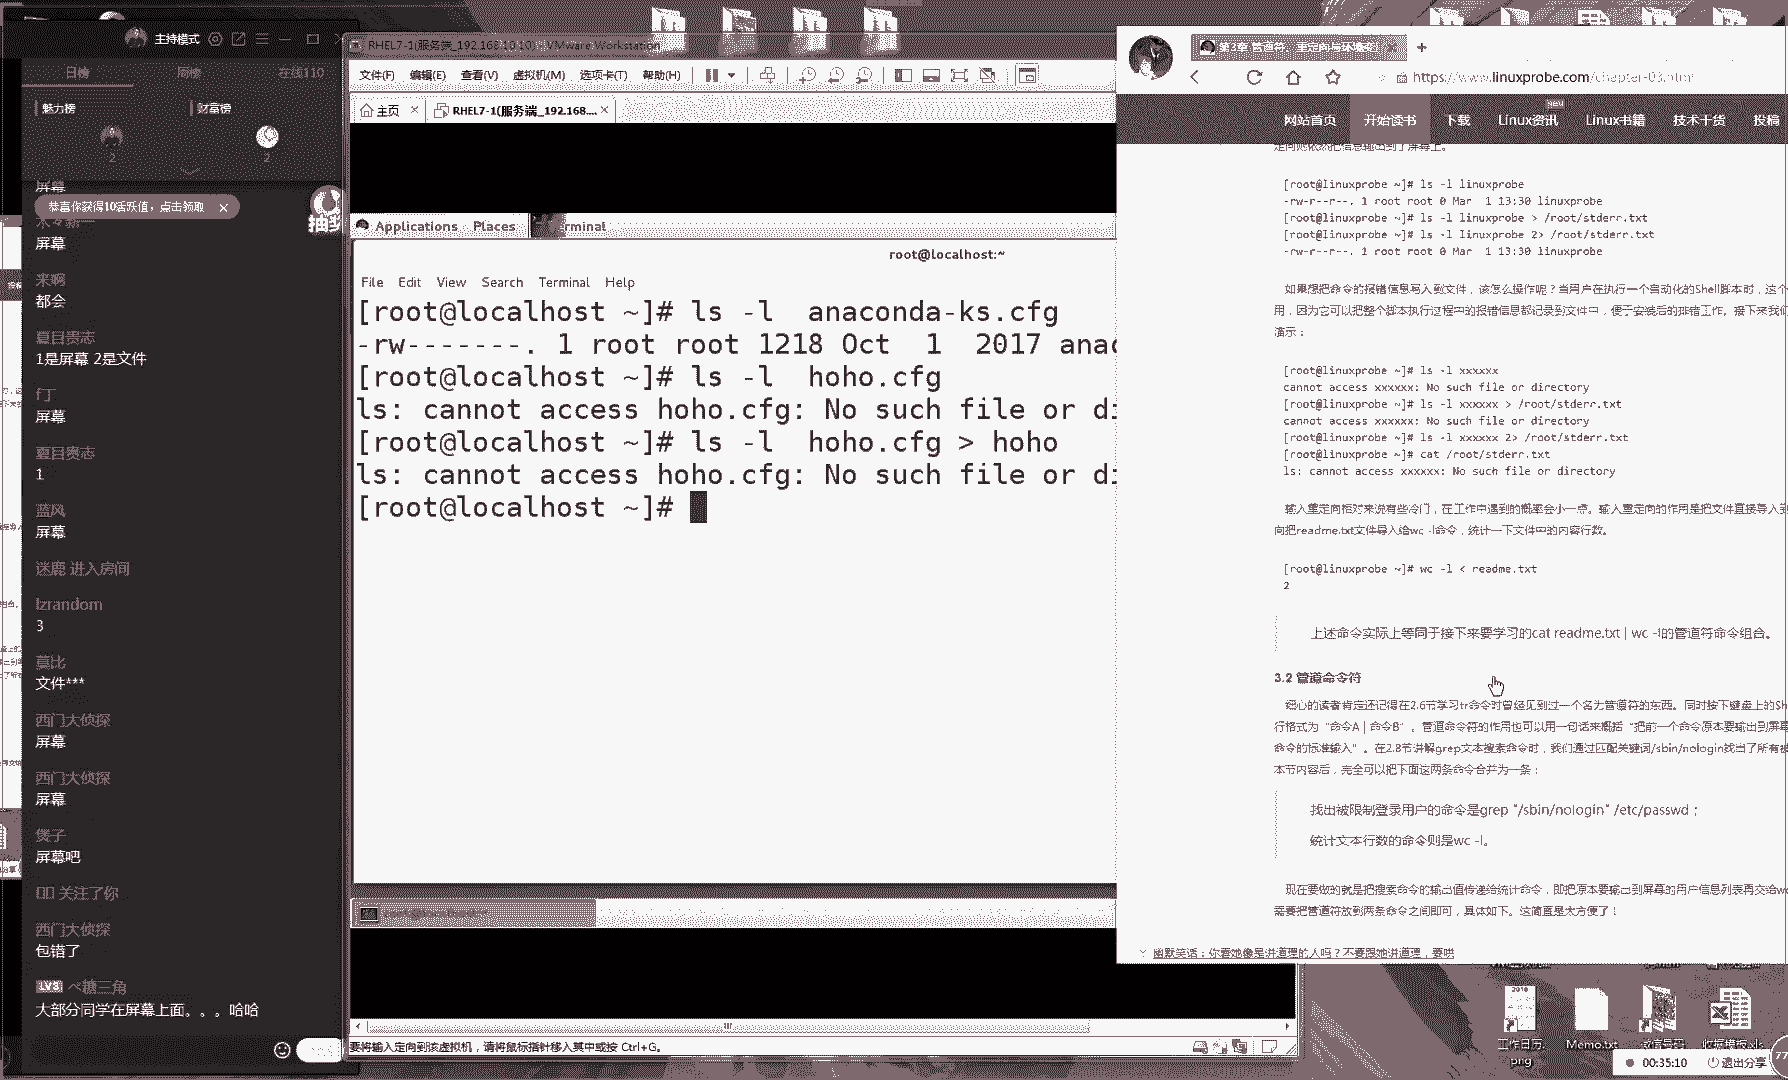 主持模式
日榜
周榜
在线110
魅力榜
财富榜
2
2
屏幕
恭喜你获得10活跃值，点击领取
屏幕
来啊
都会
夏目贵志
1是屏幕 2是文件
f丁
屏幕
夏目贵志
1
蓝风
屏幕
迷鹿 进入房间
lzrandom
3
莫比
文件***
西门大侦探
屏幕
西门大侦探
屏幕
傻子
屏幕吧
关注了你
西门大侦探
包错了
LV3 ペ糖三角
大部分同学在屏幕上面。。。哈哈
RHEL7-1(服务端_192.168.10.10) - VMware Workstation
文件(F) 编辑(E) 查看(V) 虚拟机(M) 选项卡(T) 帮助(H)
主页
RHEL7-1(服务端_192.168....
Applications Places
root@localhost:~
File Edit View Search Terminal Help
[root@localhost ~]# ls -l  anaconda-ks.cfg
-rw-------. 1 root root 1218 Oct  1  2017 anac
[root@localhost ~]# ls -l  hoho.cfg
ls: cannot access hoho.cfg: No such file or di
[root@localhost ~]# ls -l  hoho.cfg > hoho
ls: cannot access hoho.cfg: No such file or di
[root@localhost ~]#
要将输入定向到该虚拟机，请将鼠标指针移入其中或按 Ctrl+G。
第3章 管道符、重定向与环境变
https://www.linuxprobe.com/chapter-03.html
网站首页 开始读书 下载 Linux资讯 Linux书籍 技术干货 投稿
New
定向则依然把信息输出到了屏幕上。
[root@linuxprobe ~]# ls -l linuxprobe
-rw-r--r--. 1 root root 0 Mar  1 13:30 linuxprobe
[root@linuxprobe ~]# ls -l linuxprobe > /root/stderr.txt
[root@linuxprobe ~]# ls -l linuxprobe 2> /root/stderr.txt
-rw-r--r--. 1 root root 0 Mar  1 13:30 linuxprobe
如果想把命令的报错信息写入到文件，该怎么操作呢？当用户在执行一个自动化的Shell脚本时，这个
用，因为它可以把整个脚本执行过程中的报错信息都记录到文件中，便于安装后的排错工作。接下来我们
演示：
[root@linuxprobe ~]# ls -l xxxxxx
cannot access xxxxxx: No such file or directory
[root@linuxprobe ~]# ls -l xxxxxx > /root/stderr.txt
cannot access xxxxxx: No such file or directory
[root@linuxprobe ~]# ls -l xxxxxx 2> /root/stderr.txt
[root@linuxprobe ~]# cat /root/stderr.txt
ls: cannot access xxxxxx: No such file or directory
输入重定向相对来说有些冷门，在工作中遇到的概率会小一点。输入重定向的作用是把文件直接导入到
向把readme.txt文件导入给wc -l命令，统计一下文件中的内容行数。
[root@linuxprobe ~]# wc -l < readme.txt
2
上述命令实际上等同于接下来要学习的cat readme.txt | wc -l的管道符命令组合。
3.2 管道命令符
细心的读者肯定还记得在2.6节学习tr命令时曾经见到过一个名为管道符的东西。同时按下键盘上的Sh
行格式为“命令A | 命令B”。管道命令符的作用也可以用一句话来概括“把前一个命令原本要输出到屏幕
命令的标准输入”。在2.8节讲解grep文本搜索命令时，我们通过匹配关键词/sbin/nologin找出了所有被
本节内容后，完全可以把下面这两条命令合并为一条：
找出被限制登录用户的命令是grep "/sbin/nologin" /etc/passwd；
统计文本行数的命令则是wc -l。
现在要做的就是把搜索命令的输出值传递给统计命令，即把原本要输出到屏幕的用户信息列表再交给wc
需要把管道符放到两条命令之间即可，具体如下。这简直是太方便了！
幽默笑话：你看她像是讲道理的人吗？不要跟她讲道理，要哄
工作日历.
png
Memo.txt
收据模板.xls
00:35:10
退出分享